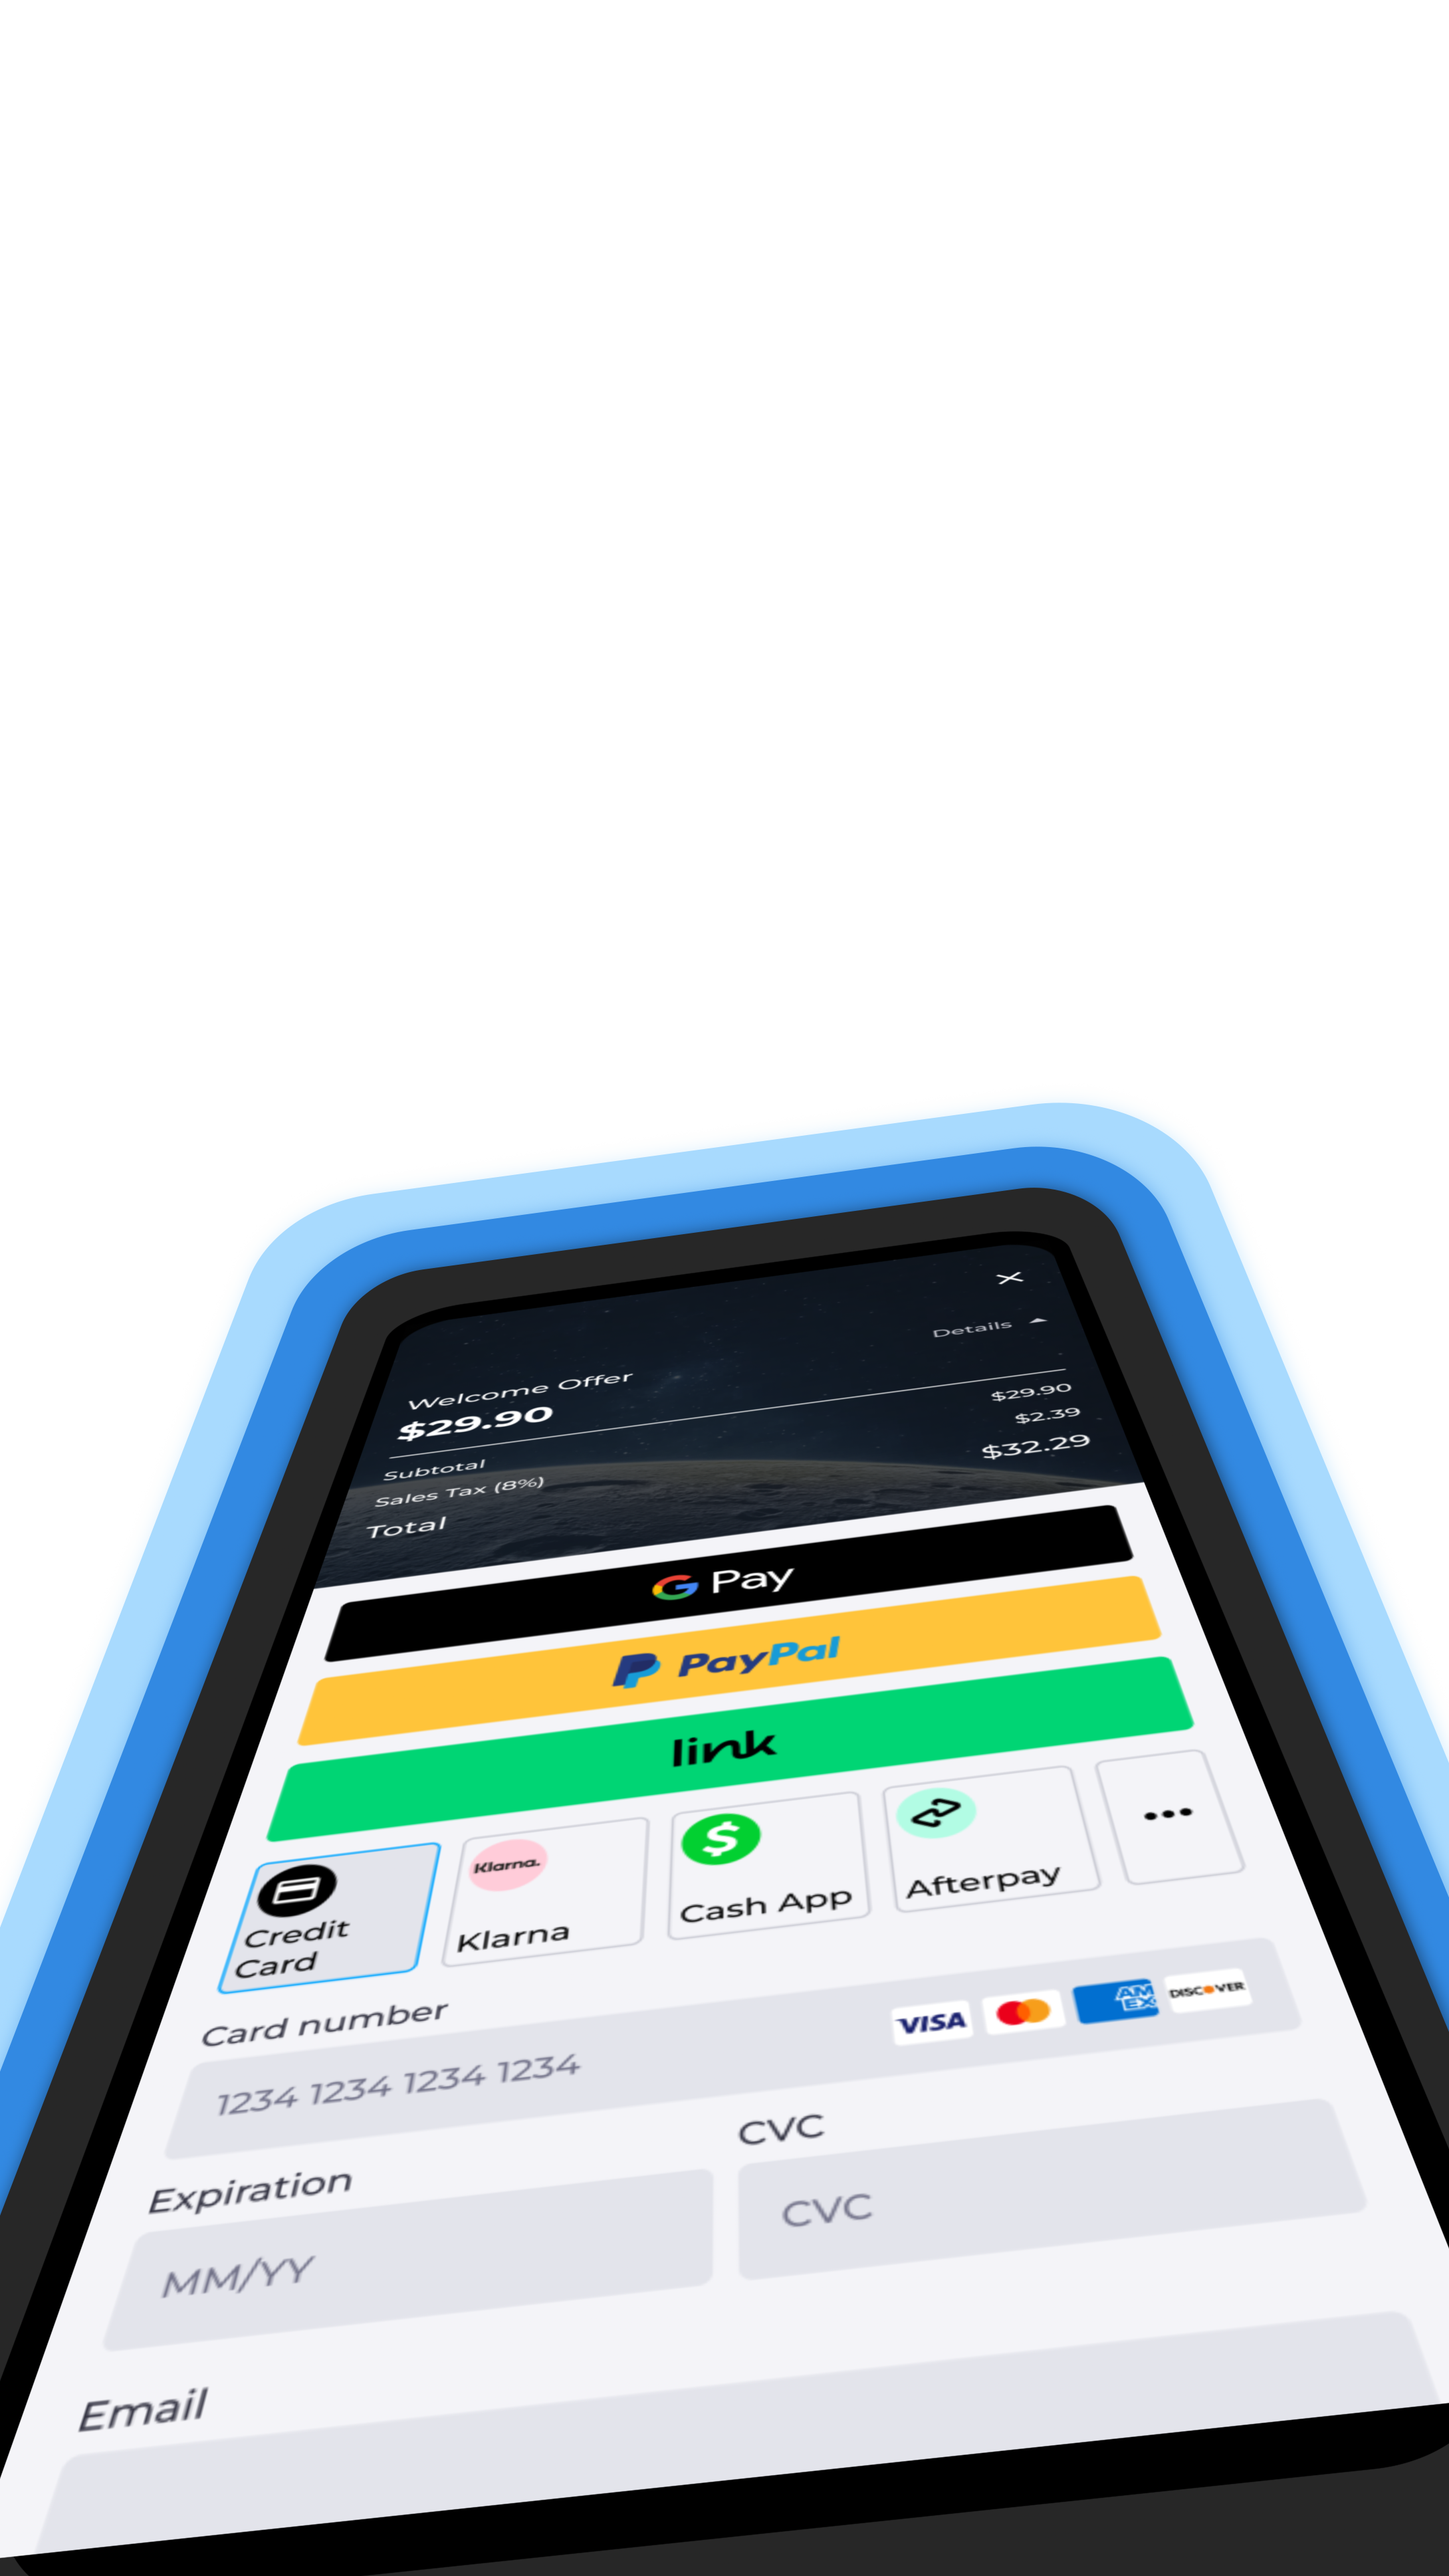 Details
Welcome Offer
$29.90
Subtotal $29.90
Sales Tax (8%) $2.39
Total $32.29
G Pay
PayPal
link
Klarna.
Credit
Card
Klarna
Cash App
Afterpay
Card number
1234 1234 1234 1234
VISA
AM
EX
DISCOVER
Expiration
CVC
MM/YY
CVC
Email